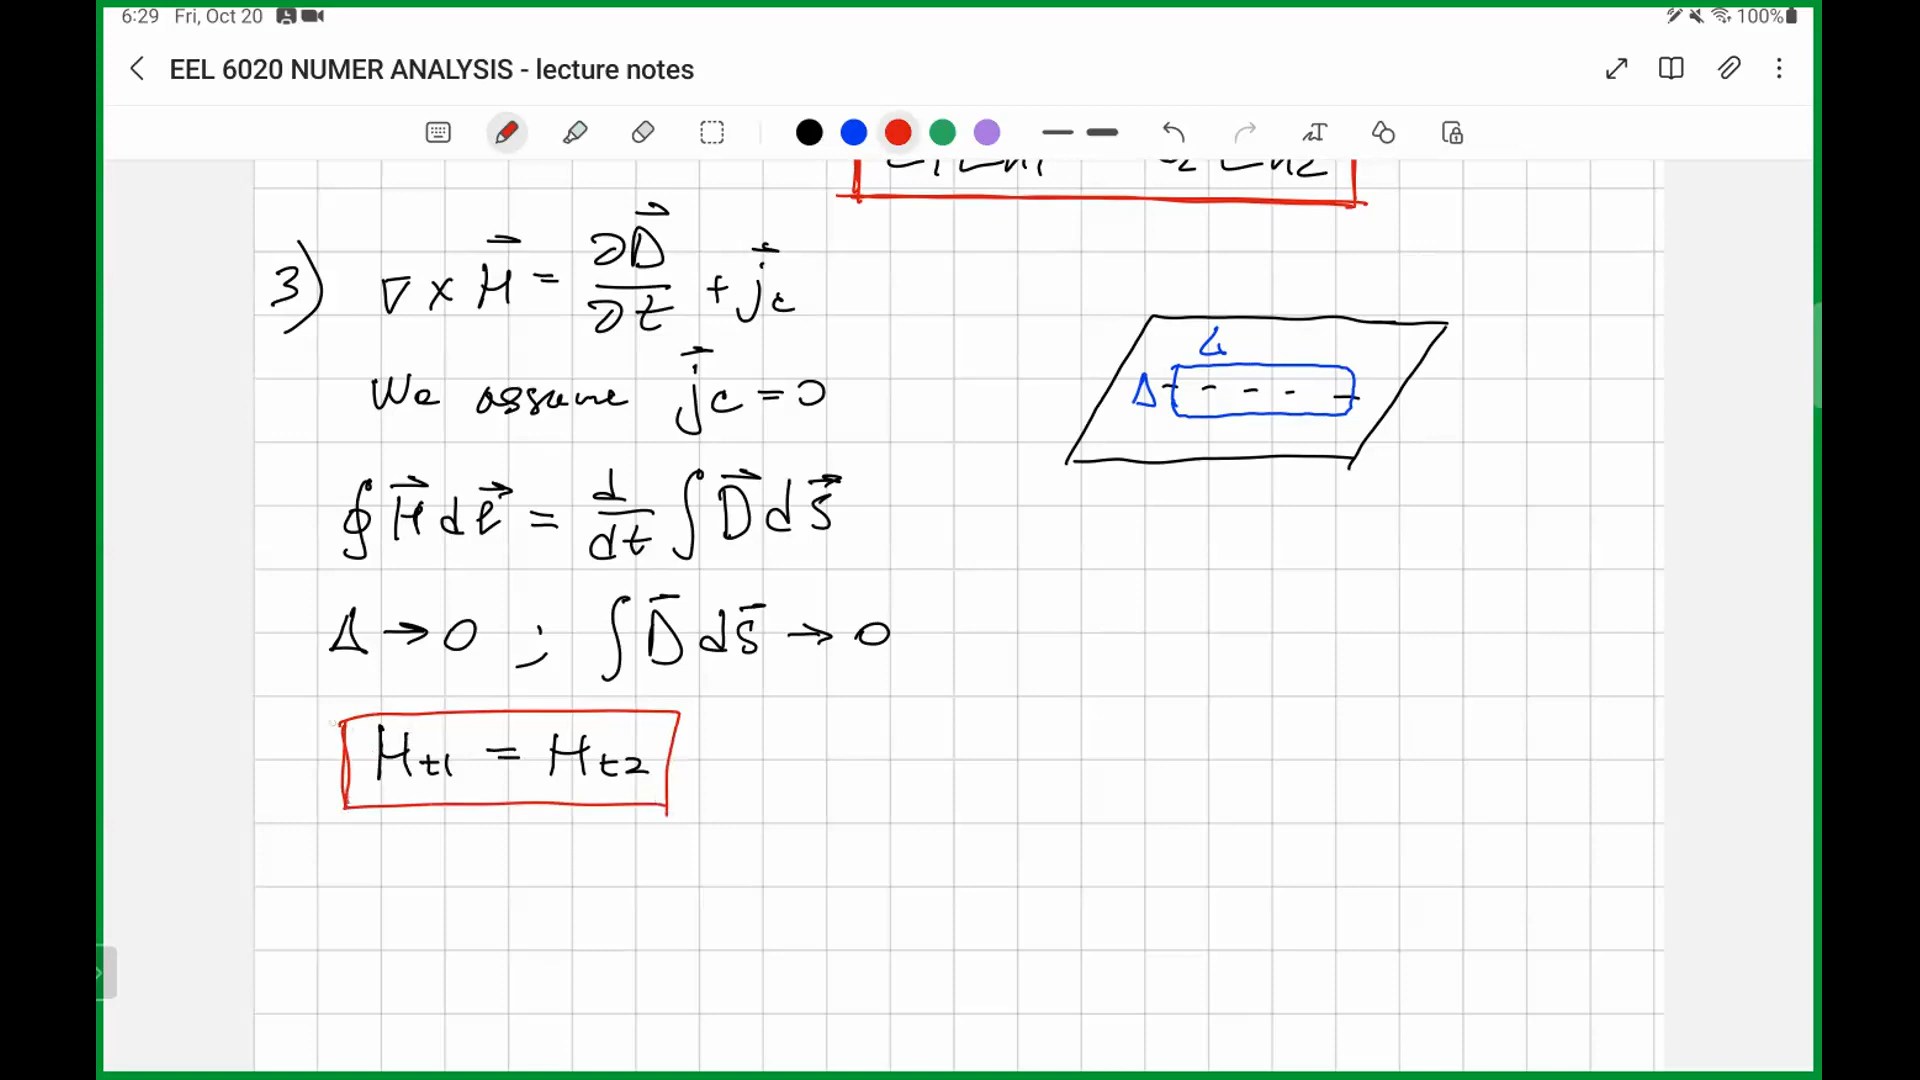 6:29 Fri, Oct 20 100%
EEL 6020 NUMER ANALYSIS - lecture notes
3) ∇ × H⃗ = ∂D⃗/∂t + j⃗c
We assume j⃗c = 0
L
Δ
∮ H⃗ dℓ⃗ = d/dt ∫ D⃗ dS⃗
Δ → 0 ; ∫ D⃗ dS⃗ → 0
Ht1 = Ht2